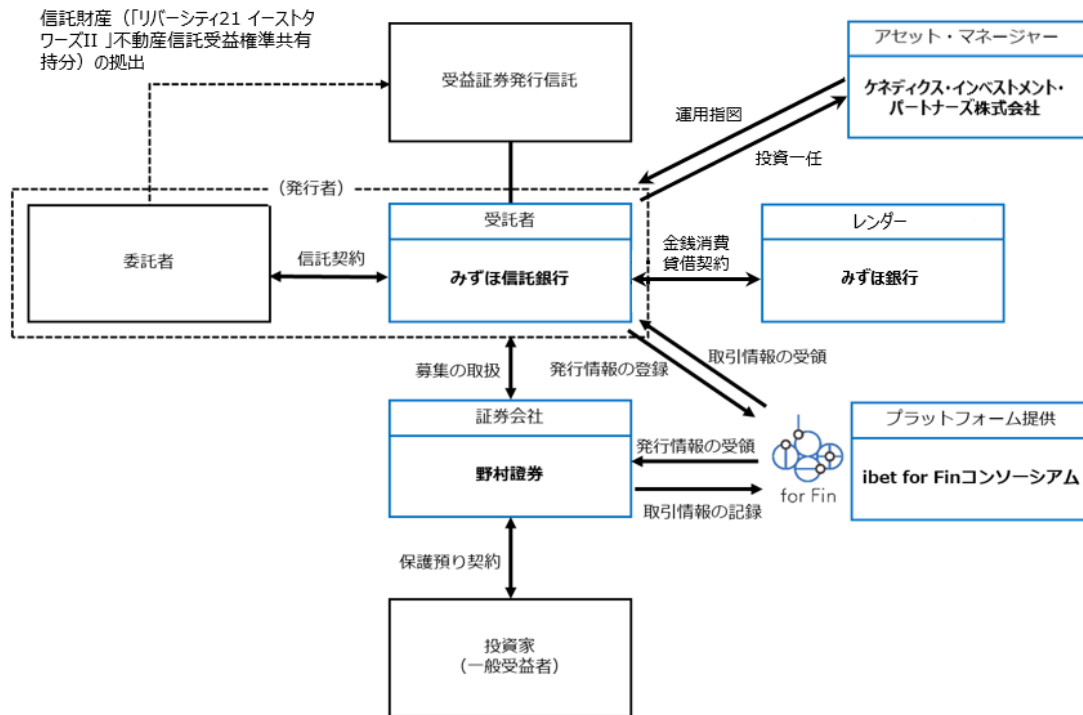 信託財産（「リバーシティ21 イーストタ
ワーズII 」不動産信託受益権準共有
持分）の拠出
受益証券発行信託
アセット・マネージャー
ケネディクス・インベストメント・
パートナーズ株式会社
運用指図
投資一任
（発行者）
委託者
信託契約
受託者
みずほ信託銀行
金銭消費
貸借契約
レンダー
みずほ銀行
募集の取扱
発行情報の登録
取引情報の受領
証券会社
野村證券
発行情報の受領
取引情報の記録
for Fin
プラットフォーム提供
ibet for Finコンソーシアム
保護預り契約
投資家
（一般受益者）